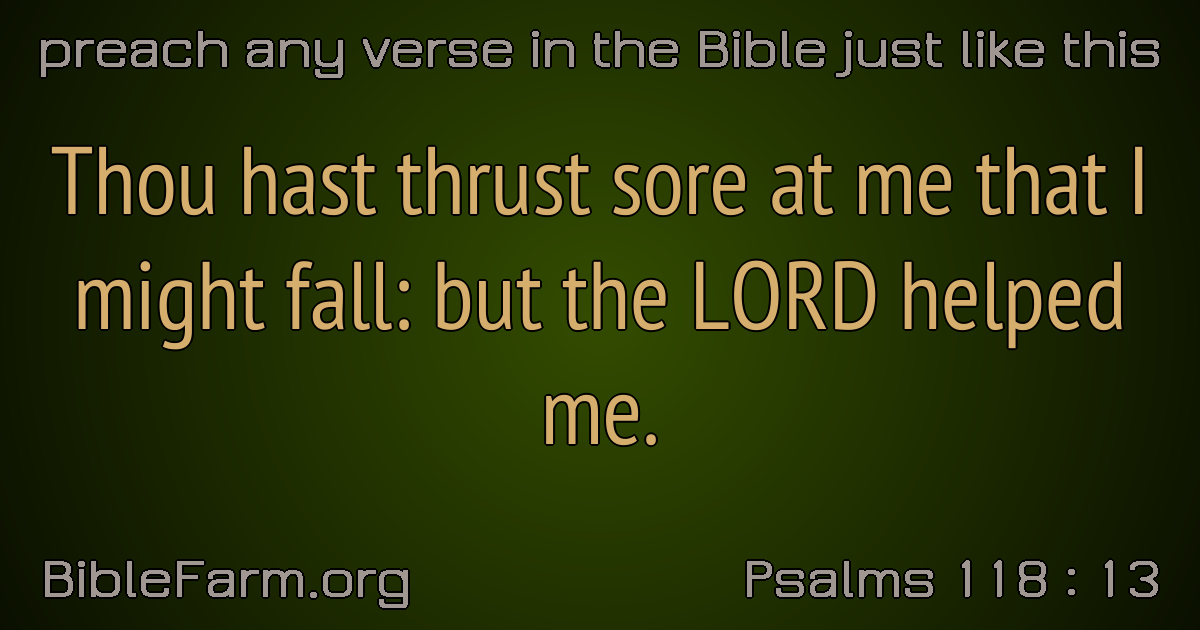 preach any verse in the Bible just like this
Thou hast thrust sore at me that I
might fall: but the LORD helped
me.
BibleFarm.org
Psalms 118 : 13